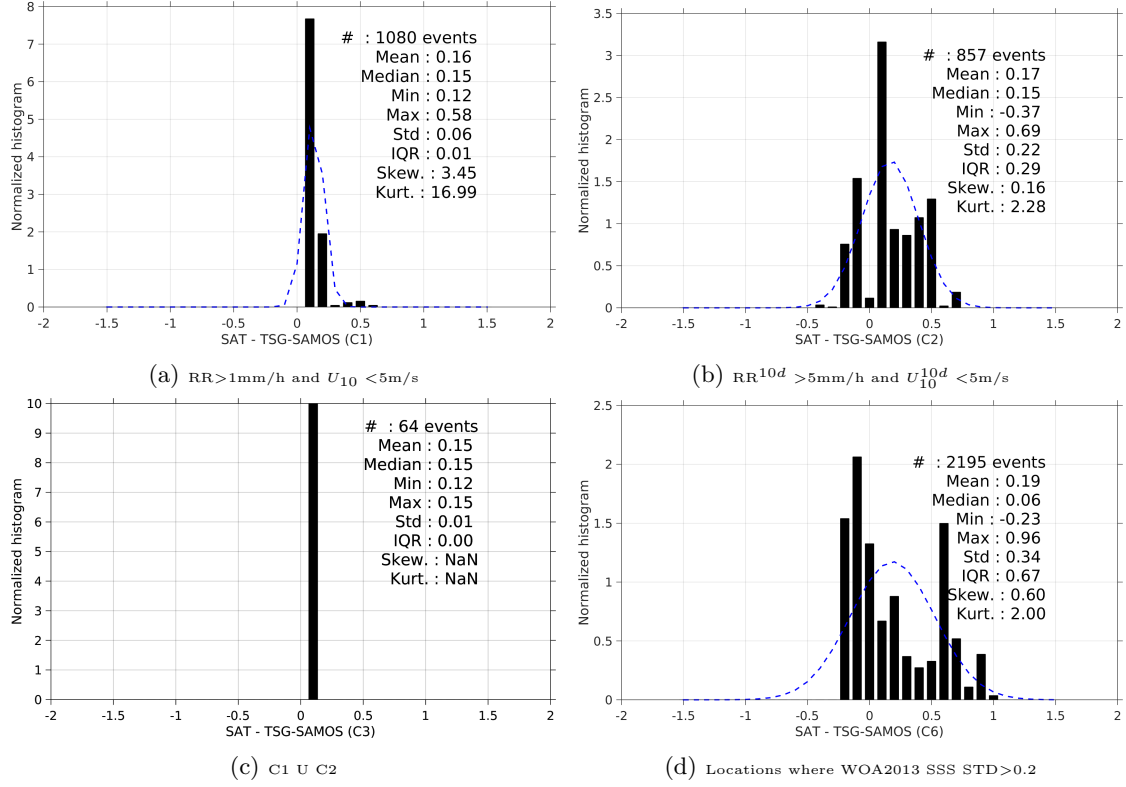 8
7
6
5
4
3
2
1
0
Normalized histogram
# : 1080 events
Mean : 0.16
Median : 0.15
Min : 0.12
Max : 0.58
Std : 0.06
IQR : 0.01
Skew. : 3.45
Kurt. : 16.99
-2 -1.5 -1 -0.5 0 0.5 1 1.5 2
SAT - TSG-SAMOS (C1)
(a) RR>1mm/h and U10 <5m/s
3.5
3
2.5
2
1.5
1
0.5
0
Normalized histogram
# : 857 events
Mean : 0.17
Median : 0.15
Min : -0.37
Max : 0.69
Std : 0.22
IQR : 0.29
Skew. : 0.16
Kurt. : 2.28
-2 -1.5 -1 -0.5 0 0.5 1 1.5 2
SAT - TSG-SAMOS (C2)
(b) RR^10d >5mm/h and U10^10d <5m/s
10
9
8
7
6
5
4
3
2
1
0
Normalized histogram
# : 64 events
Mean : 0.15
Median : 0.15
Min : 0.12
Max : 0.15
Std : 0.01
IQR : 0.00
Skew. : NaN
Kurt. : NaN
-2 -1.5 -1 -0.5 0 0.5 1 1.5 2
SAT - TSG-SAMOS (C3)
(c) C1 U C2
2.5
2
1.5
1
0.5
0
Normalized histogram
# : 2195 events
Mean : 0.19
Median : 0.06
Min : -0.23
Max : 0.96
Std : 0.34
IQR : 0.67
Skew. : 0.60
Kurt. : 2.00
-2 -1.5 -1 -0.5 0 0.5 1 1.5 2
SAT - TSG-SAMOS (C6)
(d) Locations where WOA2013 SSS STD>0.2